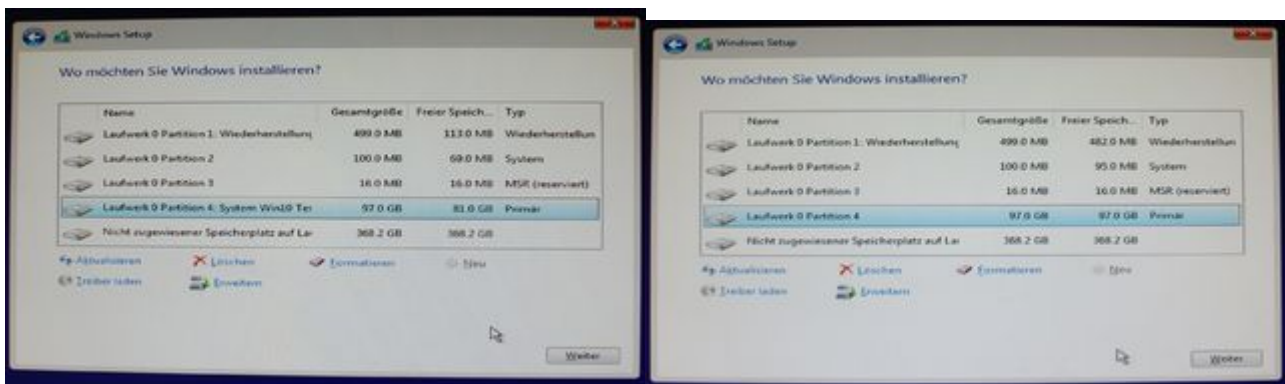 Windows Setup
Wo möchten Sie Windows installieren?
Name Gesamtgröße Freier Speich... Typ
Laufwerk 0 Partition 1: Wiederherstellung 499.0 MB 113.0 MB Wiederherstellun
Laufwerk 0 Partition 2 100.0 MB 69.0 MB System
Laufwerk 0 Partition 3 16.0 MB 16.0 MB MSR (reserviert)
Laufwerk 0 Partition 4: System Win10 Tes 97.0 GB 81.0 GB Primär
Nicht zugewiesener Speicherplatz auf La 368.2 GB 368.2 GB
Aktualisieren Löschen Formatieren Neu
Treiber laden Erweitern
Weiter
Windows Setup
Wo möchten Sie Windows installieren?
Name Gesamtgröße Freier Speich... Typ
Laufwerk 0 Partition 1: Wiederherstellung 499.0 MB 482.0 MB Wiederherstellun
Laufwerk 0 Partition 2 100.0 MB 95.0 MB System
Laufwerk 0 Partition 3 16.0 MB 16.0 MB MSR (reserviert)
Laufwerk 0 Partition 4 97.0 GB 97.0 GB Primär
Nicht zugewiesener Speicherplatz auf La 368.2 GB 368.2 GB
Aktualisieren Löschen Formatieren Neu
Treiber laden Erweitern
Weiter